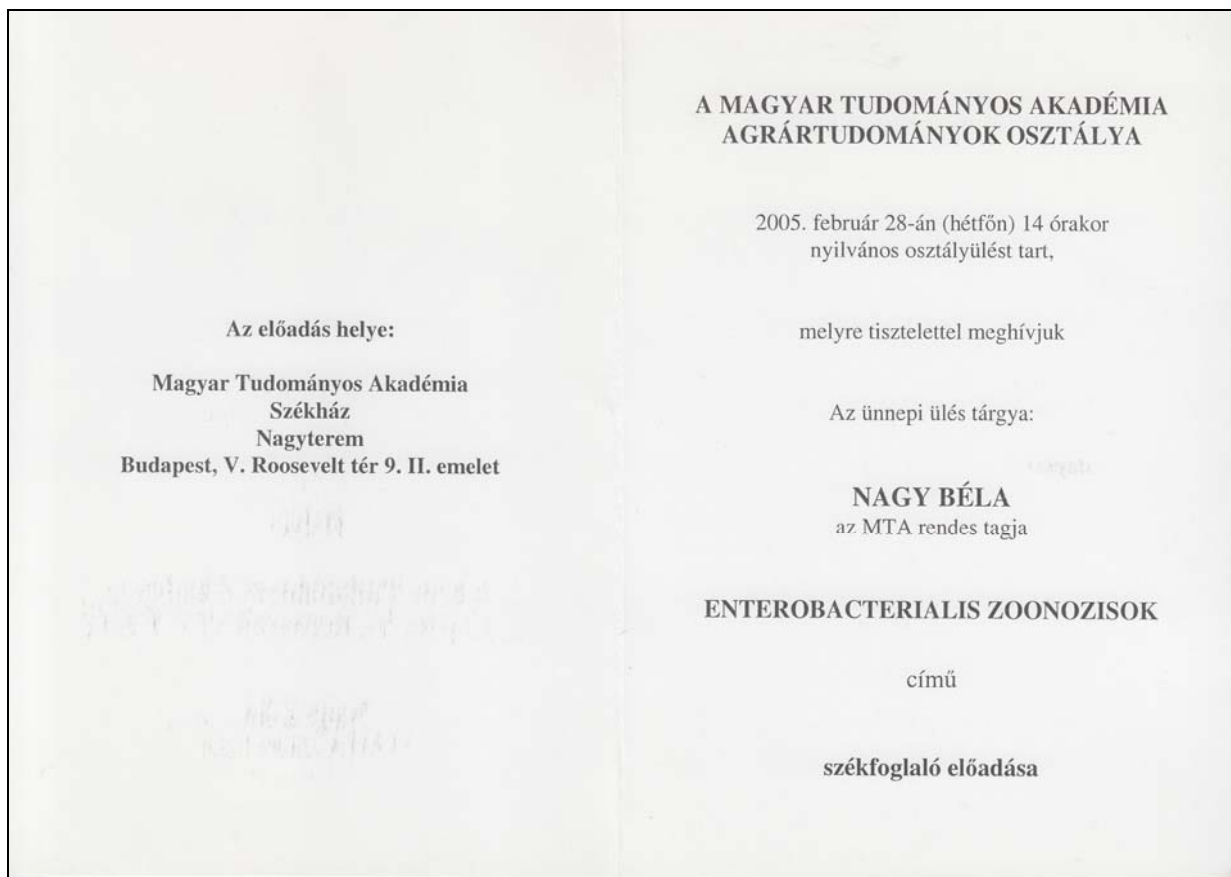 Az előadás helye:
Magyar Tudományos Akadémia
Székház
Nagyterem
Budapest, V. Roosevelt tér 9. II. emelet
A MAGYAR TUDOMÁNYOS AKADÉMIA
AGRÁRTUDOMÁNYOK OSZTÁLYA
2005. február 28-án (hétfőn) 14 órakor
nyilvános osztályülést tart,
melyre tisztelettel meghívjuk
Az ünnepi ülés tárgya:
NAGY BÉLA
az MTA rendes tagja
ENTEROBACTERIALIS ZOONOZISOK
című
székfoglaló előadása